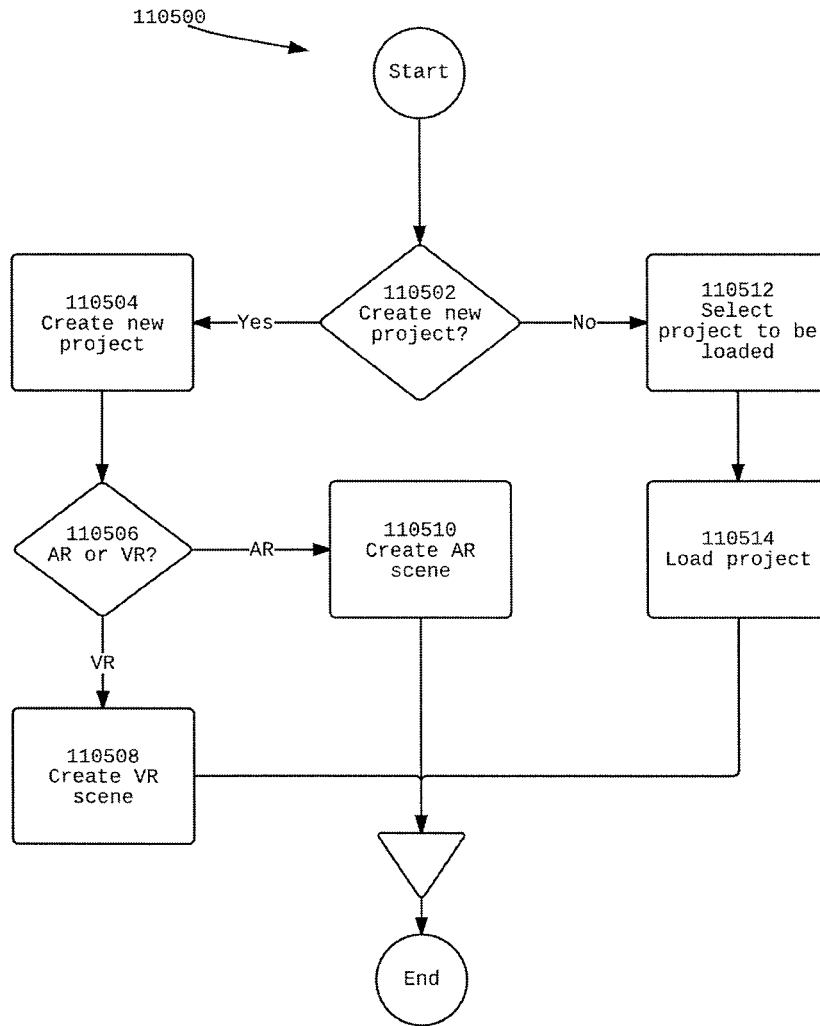 110500
Start
110504
Create new
project
Yes
110502
Create new
project?
No
110512
Select
project to be
loaded
110506
AR or VR?
AR
110510
Create AR
scene
110514
Load project
VR
110508
Create VR
scene
End